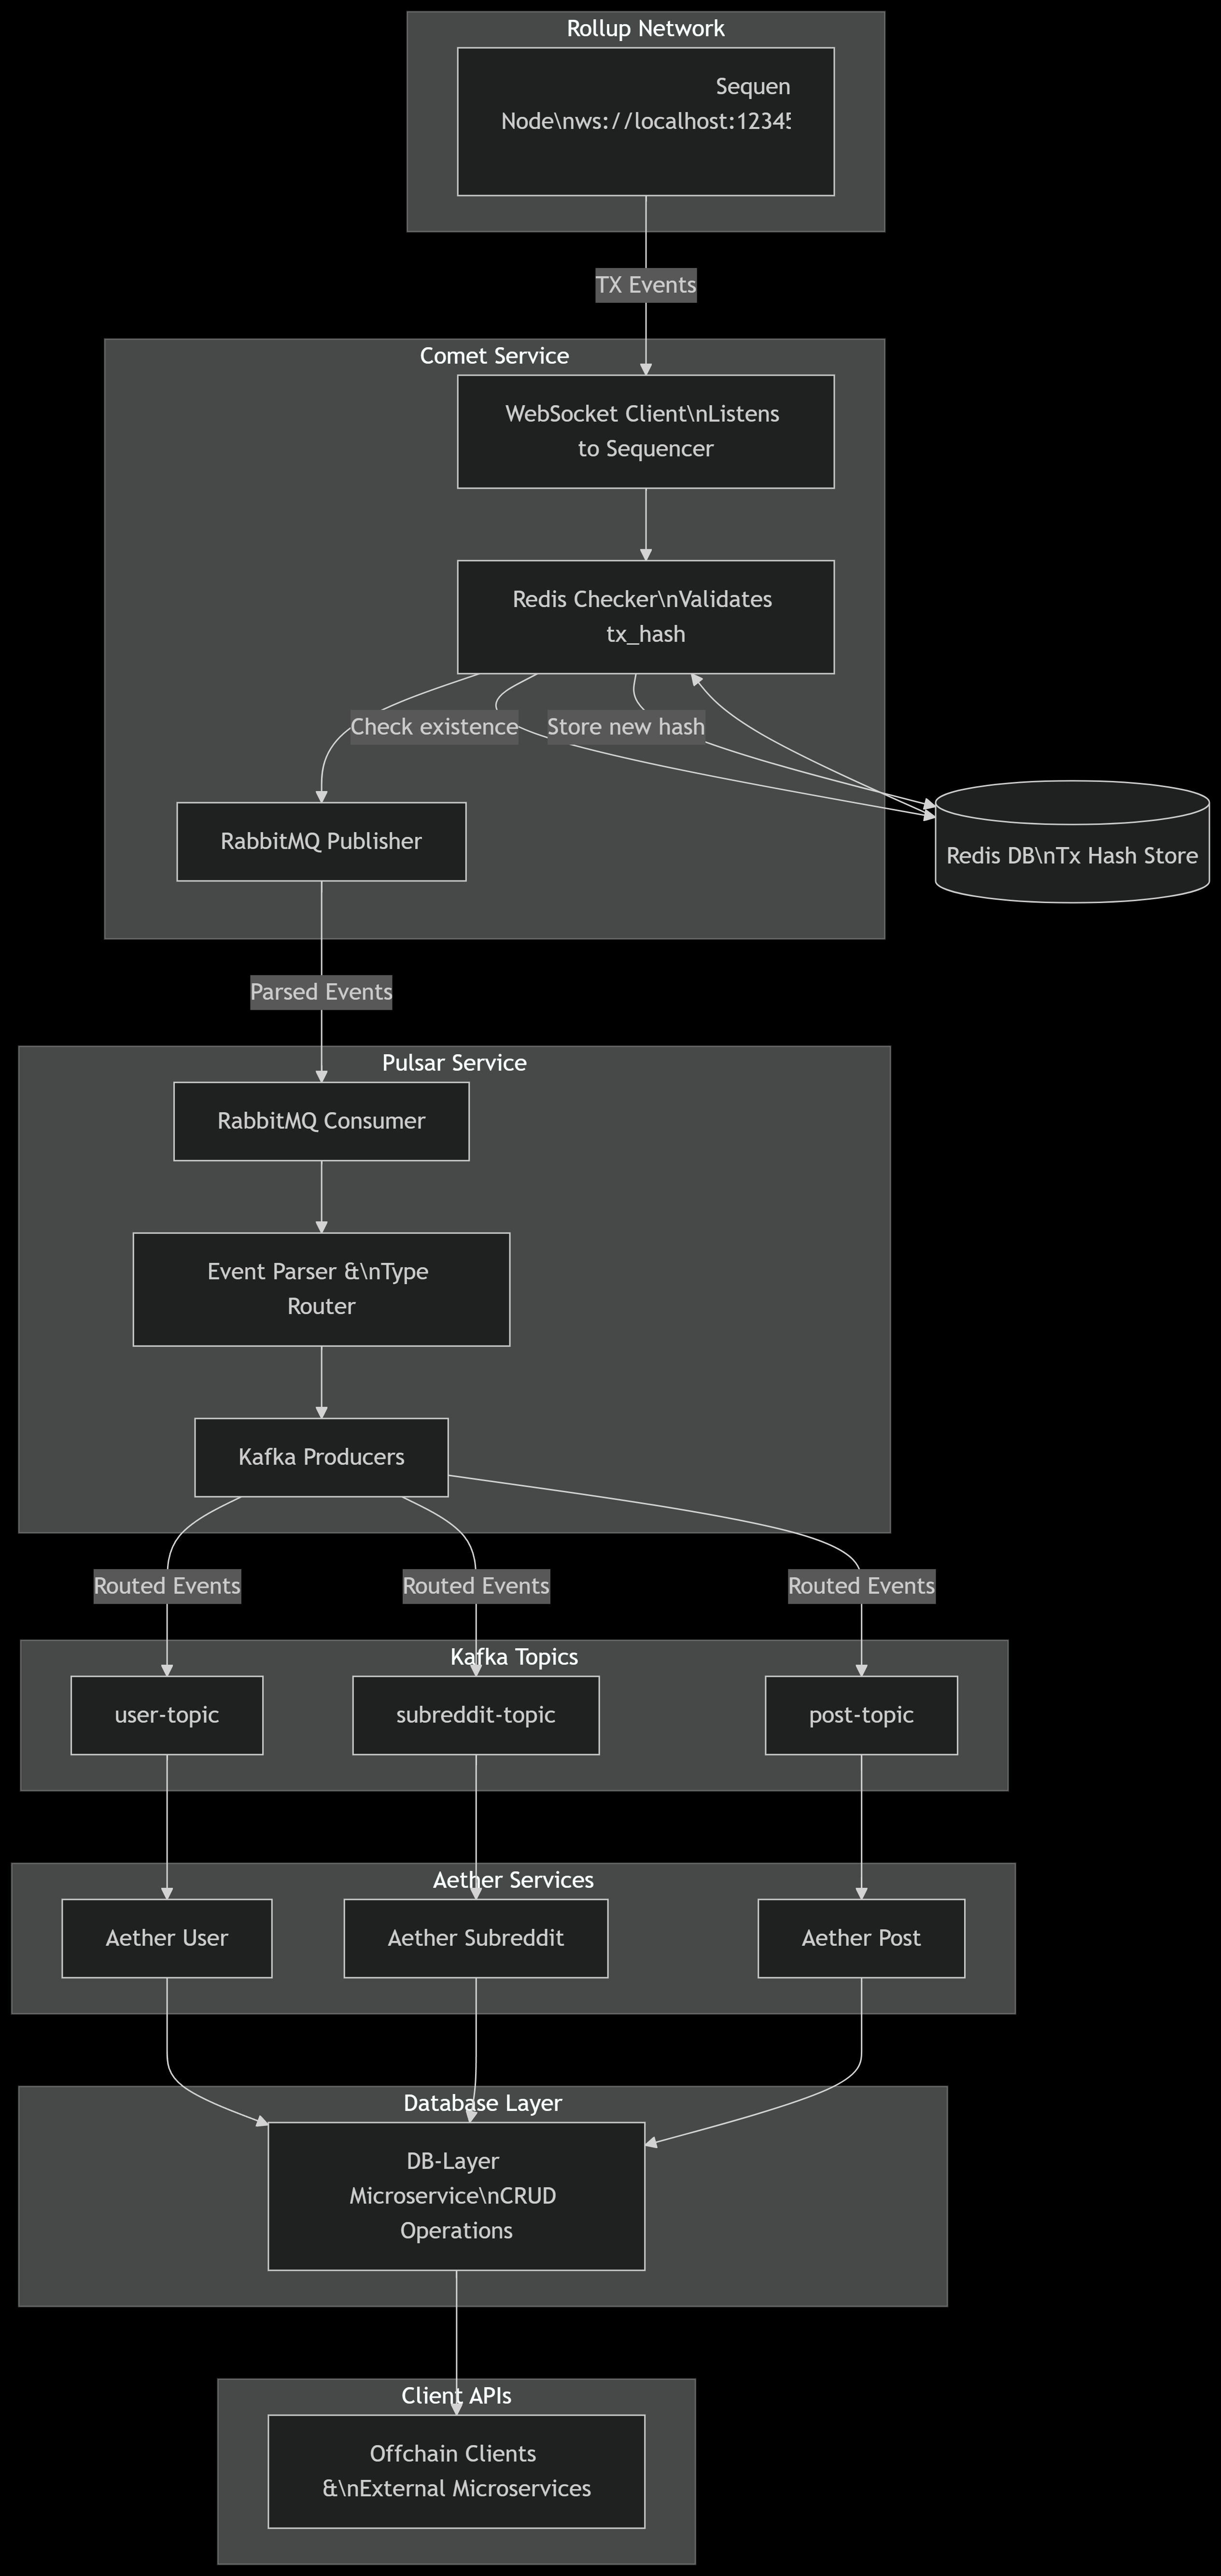 Rollup Network
Sequen
Node\nws://localhost:12345
TX Events
Comet Service
WebSocket Client\nListens
to Sequencer
Redis Checker\nValidates
tx_hash
Check existence
Store new hash
RabbitMQ Publisher
Redis DB\nTx Hash Store
Parsed Events
Pulsar Service
RabbitMQ Consumer
Event Parser &\nType
Router
Kafka Producers
Routed Events
Routed Events
Routed Events
Kafka Topics
user-topic
subreddit-topic
post-topic
Aether Services
Aether User
Aether Subreddit
Aether Post
Database Layer
DB-Layer
Microservice\nCRUD
Operations
Client APIs
Offchain Clients
&\nExternal Microservices